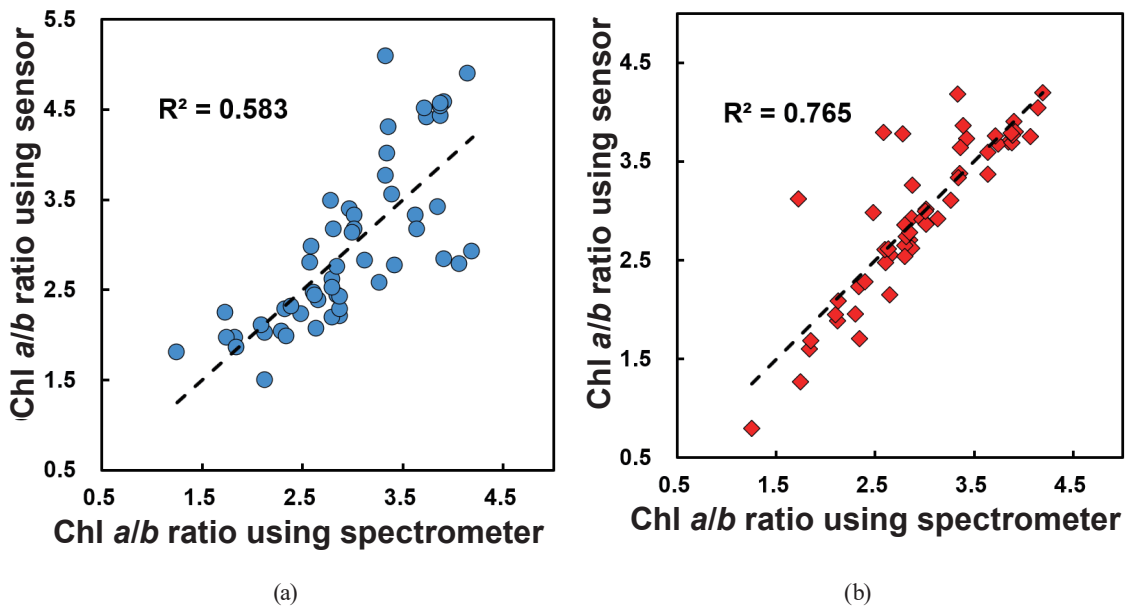 5.5
4.5
3.5
2.5
1.5
0.5
Chl a/b ratio using sensor
R² = 0.583
0.5 1.5 2.5 3.5 4.5
Chl a/b ratio using spectrometer
(a)
4.5
3.5
2.5
1.5
0.5
Chl a/b ratio using sensor
R² = 0.765
0.5 1.5 2.5 3.5 4.5
Chl a/b ratio using spectrometer
(b)